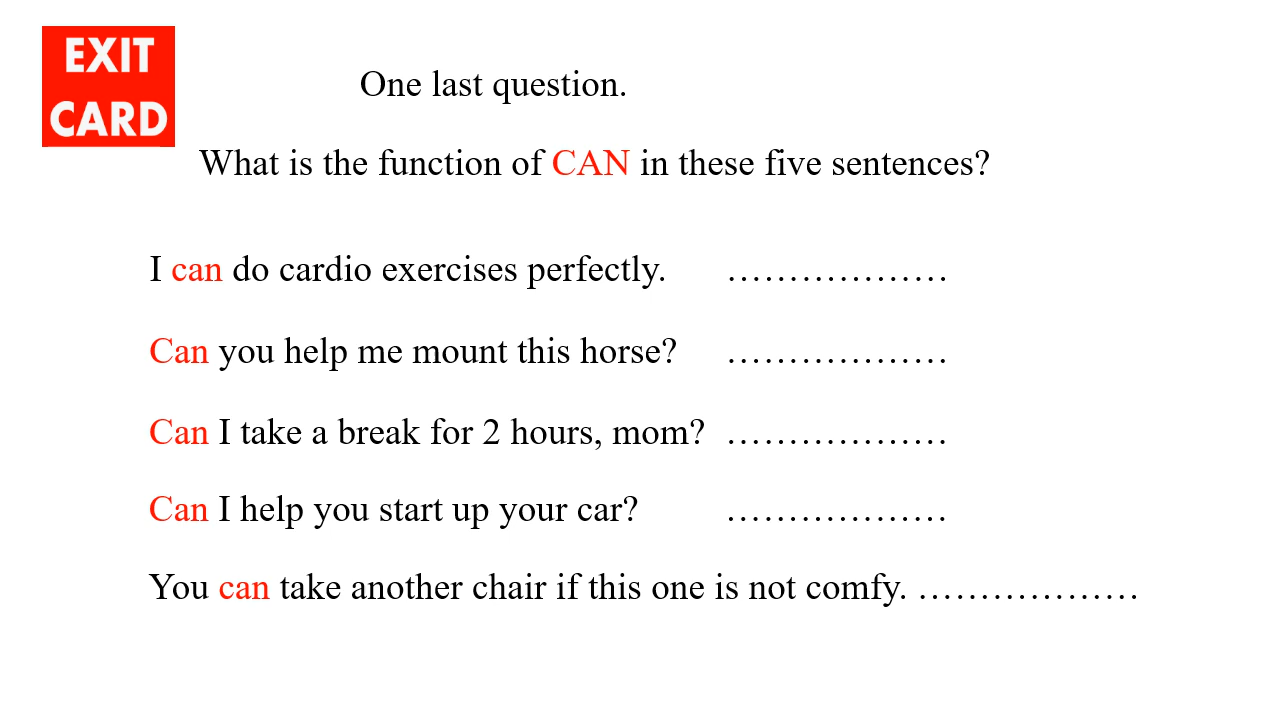 EXIT
CARD
One last question.
What is the function of CAN in these five sentences?
I can do cardio exercises perfectly. ………………
Can you help me mount this horse? ………………
Can I take a break for 2 hours, mom? ………………
Can I help you start up your car? ………………
You can take another chair if this one is not comfy. ………………